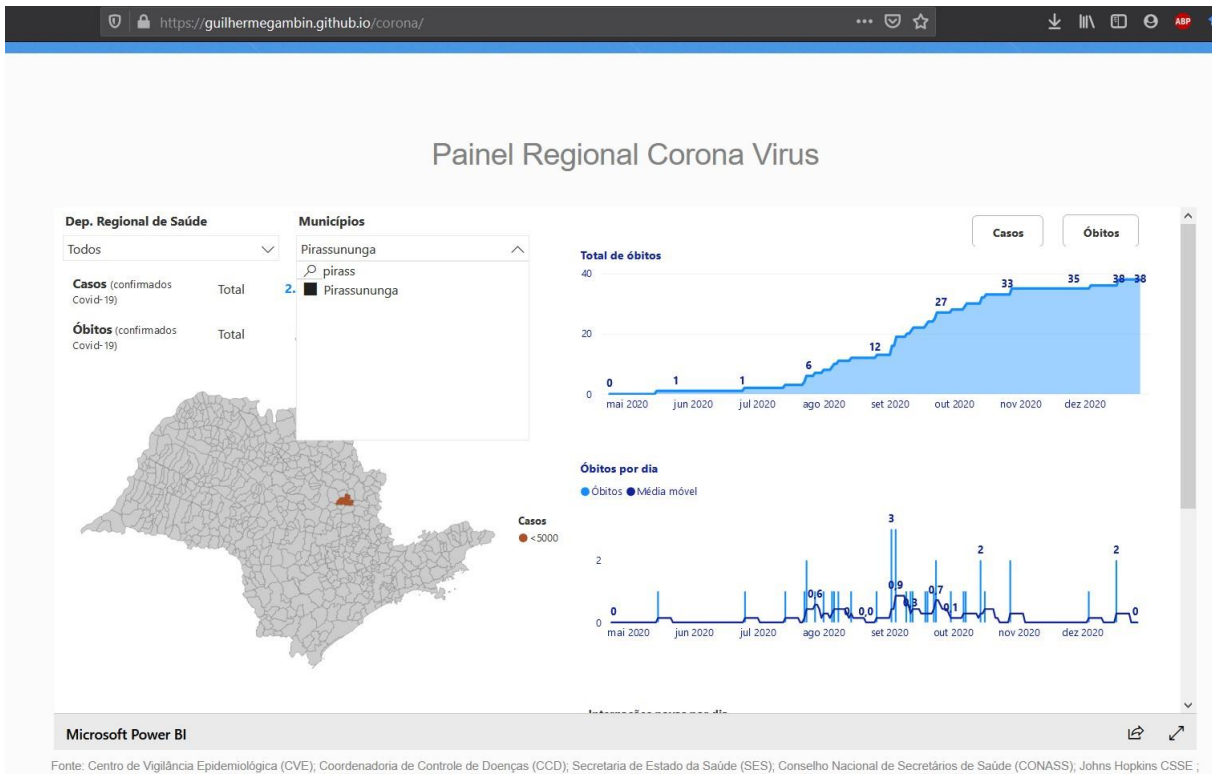 https://guilhermegambin.github.io/corona/
ABP
Painel Regional Corona Virus
Dep. Regional de Saúde
Todos
Municípios
Pirassununga
pirass
Pirassununga
Casos (confirmados
Covid-19)
Total
2.
Óbitos (confirmados
Covid-19)
Total
Casos
<5000
Casos
Óbitos
Total de óbitos
40
20
0
0
1
1
6
12
27
33
35
38
38
mai 2020
jun 2020
jul 2020
ago 2020
set 2020
out 2020
nov 2020
dez 2020
Óbitos por dia
Óbitos
Média móvel
2
0
0
0,6
0,0
3
0,9
0,3
0,7
0,1
2
2
0
mai 2020
jun 2020
jul 2020
ago 2020
set 2020
out 2020
nov 2020
dez 2020
Microsoft Power BI
Fonte: Centro de Vigilância Epidemiológica (CVE); Coordenadoria de Controle de Doenças (CCD); Secretaria de Estado da Saúde (SES); Conselho Nacional de Secretários de Saúde (CONASS); Johns Hopkins CSSE ;